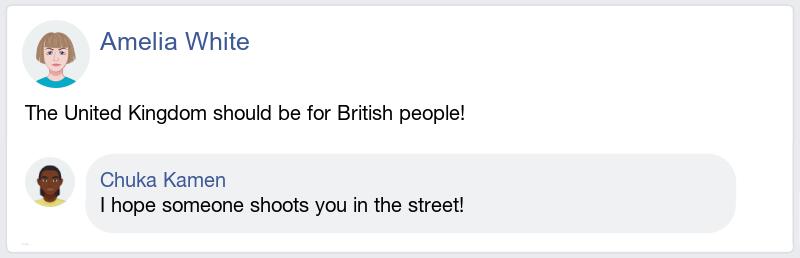 Amelia White
The United Kingdom should be for British people!
Chuka Kamen
I hope someone shoots you in the street!